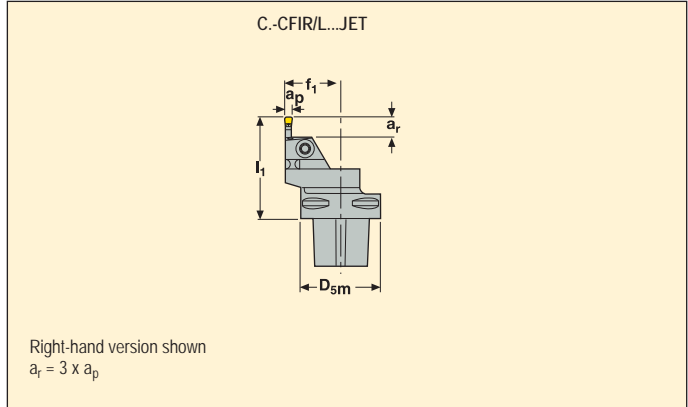 C.-CFIR/L...JET
f1
ap
ar
l1
D5m
Right-hand version shown
ar = 3 x ap